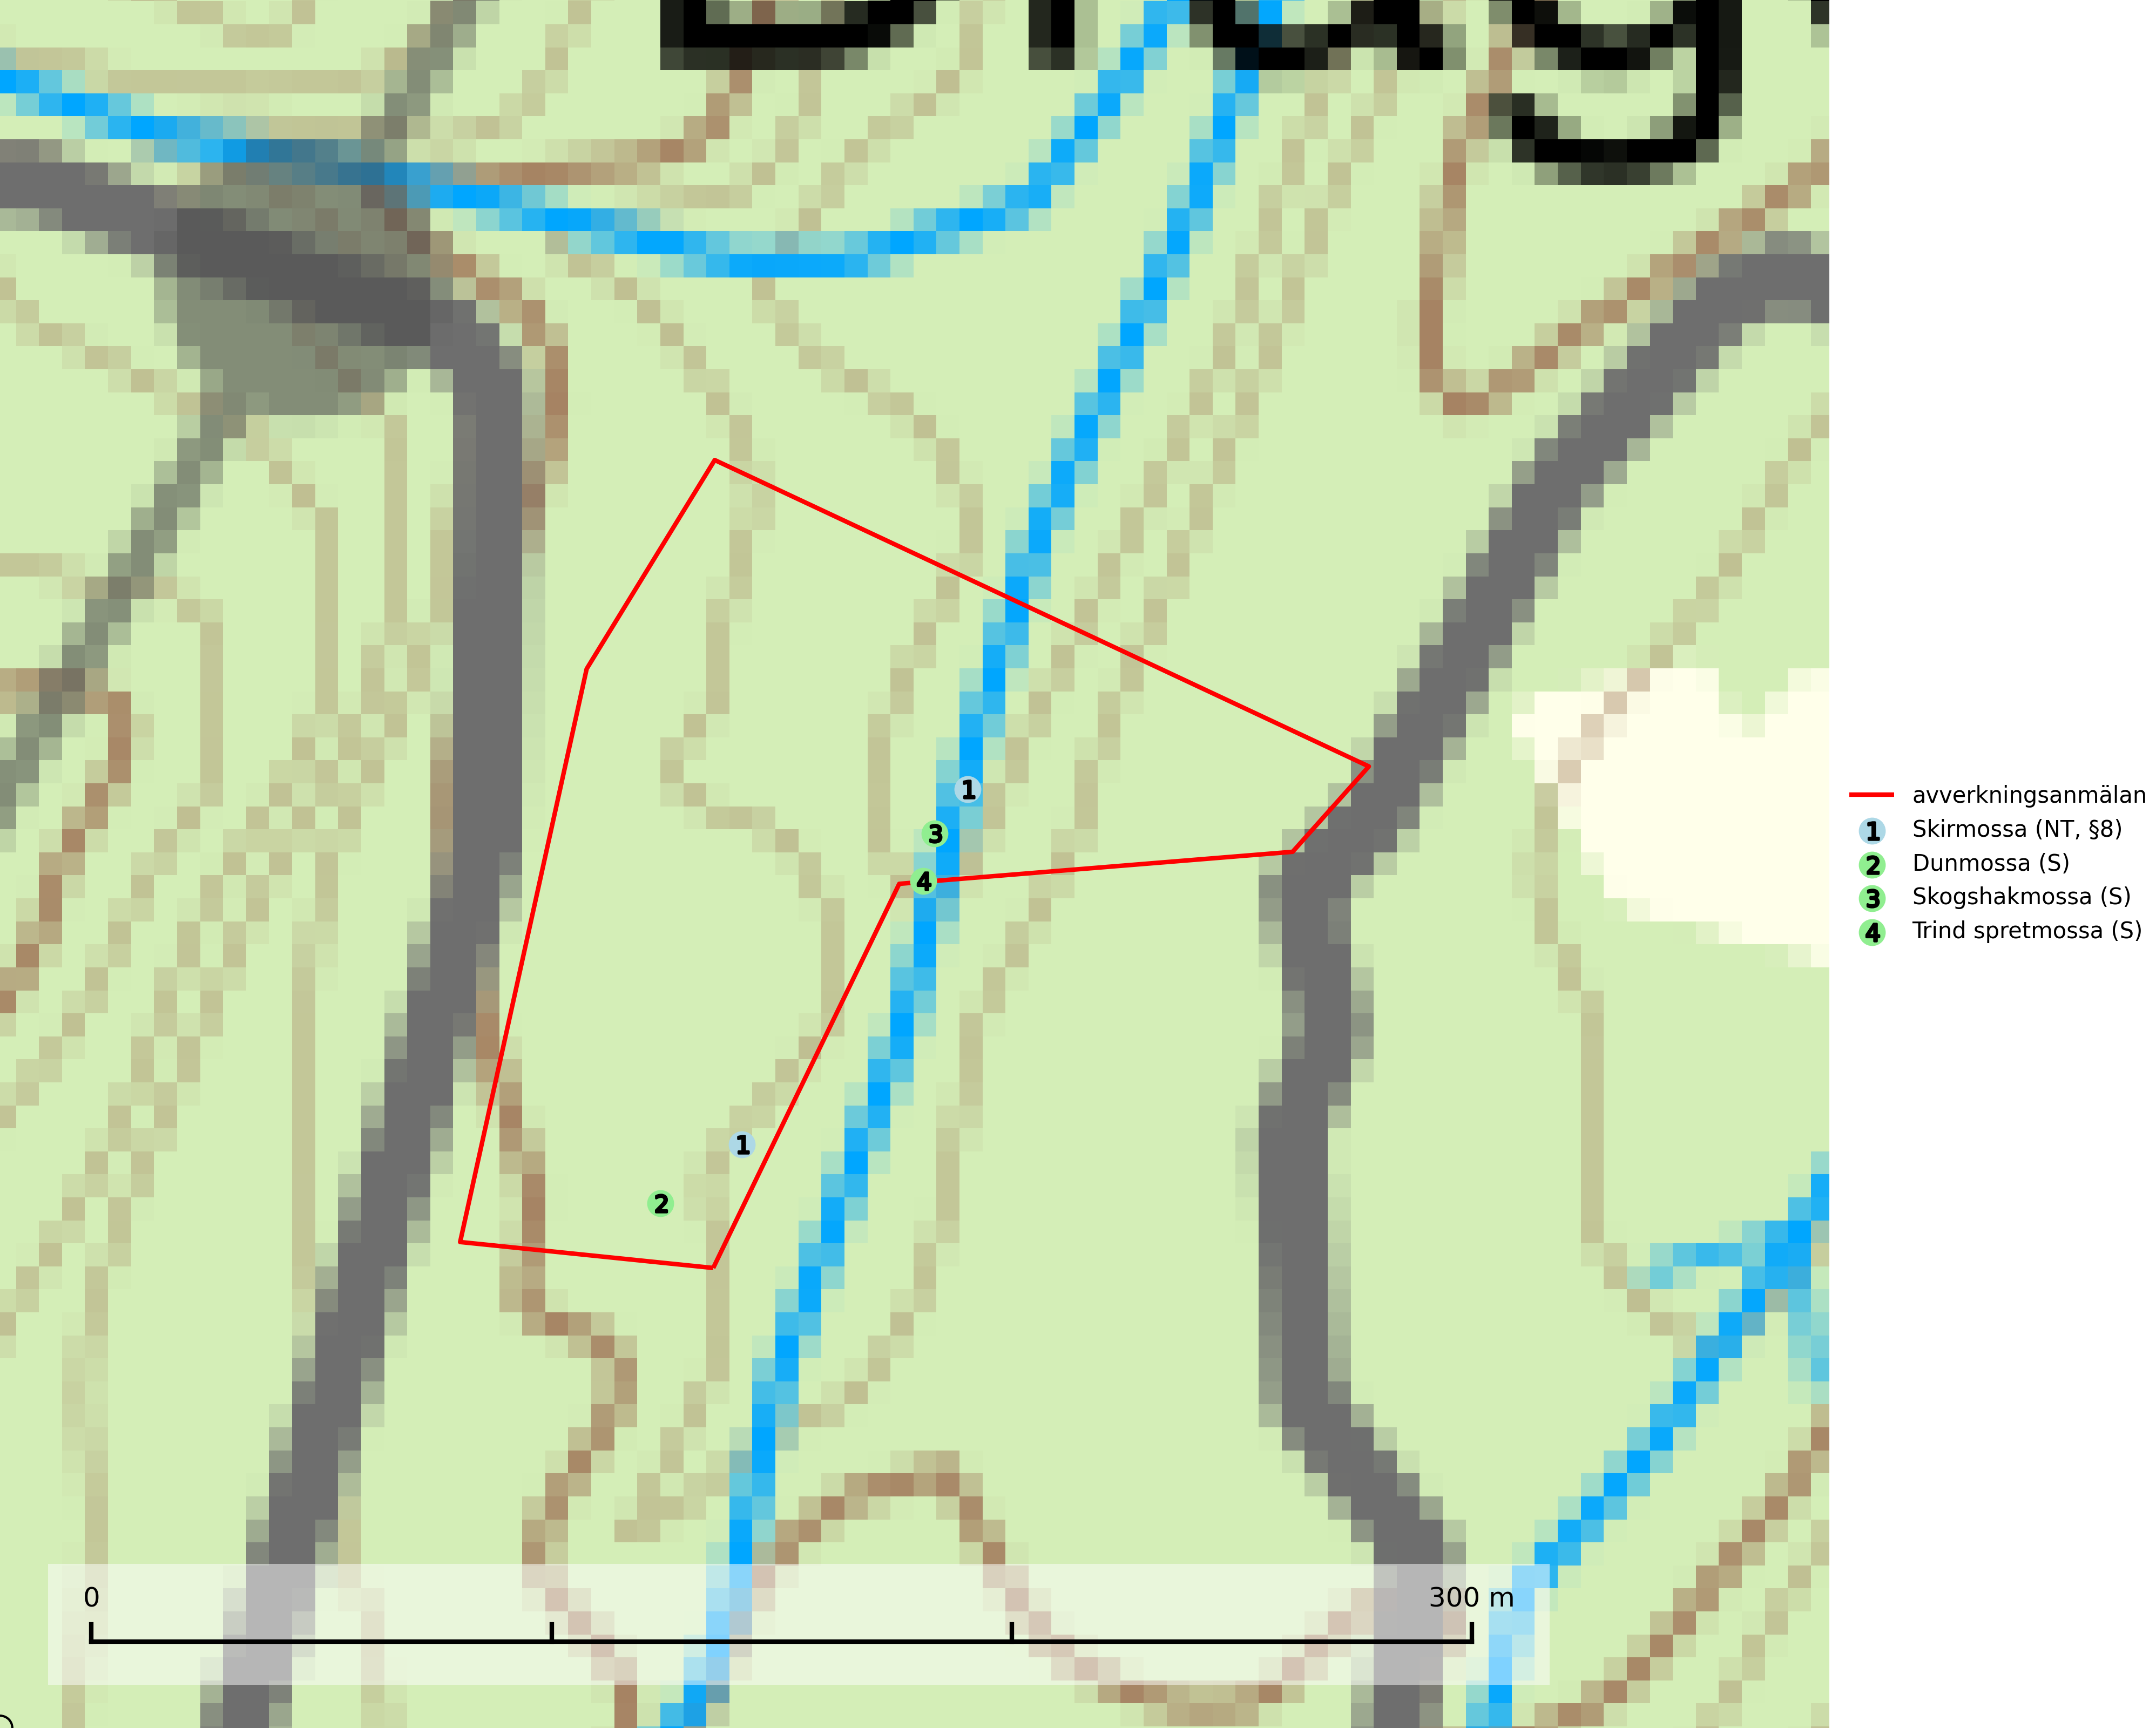 1
3
4
1
2
avverkningsanmälan
1 Skirmossa (NT, §8)
2 Dunmossa (S)
3 Skogshakmossa (S)
4 Trind spretmossa (S)
0 300 m